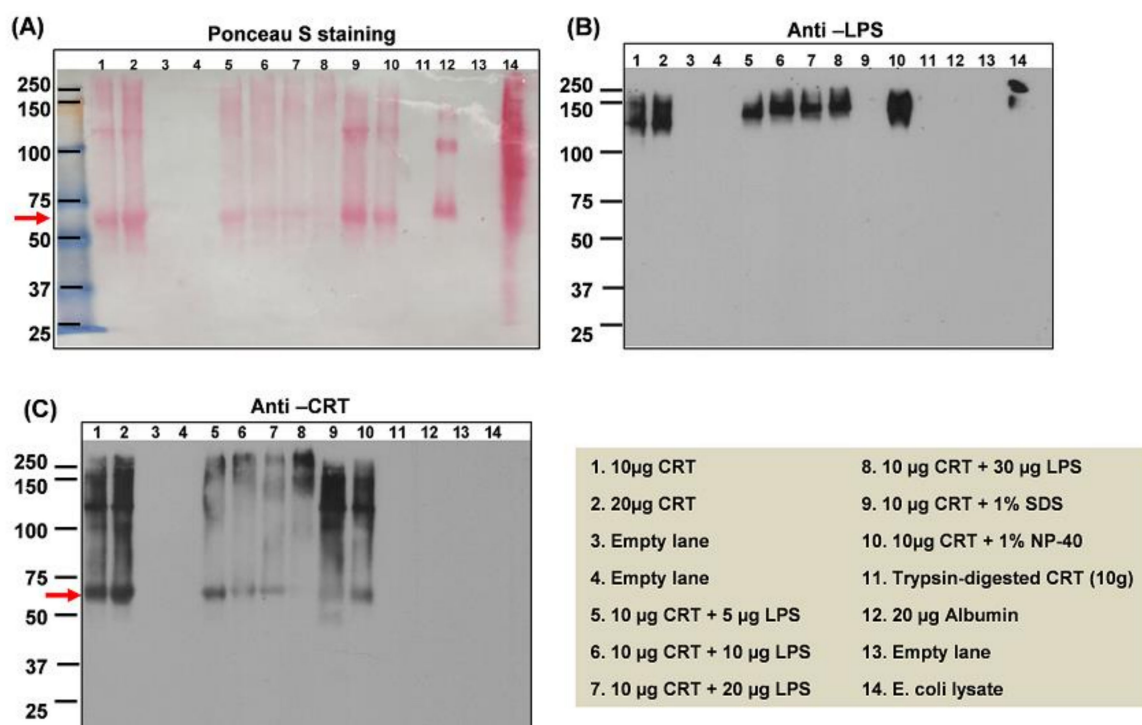 (A)
Ponceau S staining
1 2 3 4 5 6 7 8 9 10 11 12 13 14
250
150
100
75
50
37
25
(B)
Anti –LPS
1 2 3 4 5 6 7 8 9 10 11 12 13 14
250
150
100
75
50
37
25
(C)
Anti –CRT
1 2 3 4 5 6 7 8 9 10 11 12 13 14
250
150
100
75
50
37
25
1. 10µg CRT
2. 20µg CRT
3. Empty lane
4. Empty lane
5. 10 µg CRT + 5 µg LPS
6. 10 µg CRT + 10 µg LPS
7. 10 µg CRT + 20 µg LPS
8. 10 µg CRT + 30 µg LPS
9. 10 µg CRT + 1% SDS
10. 10µg CRT + 1% NP-40
11. Trypsin-digested CRT (10g)
12. 20 µg Albumin
13. Empty lane
14. E. coli lysate